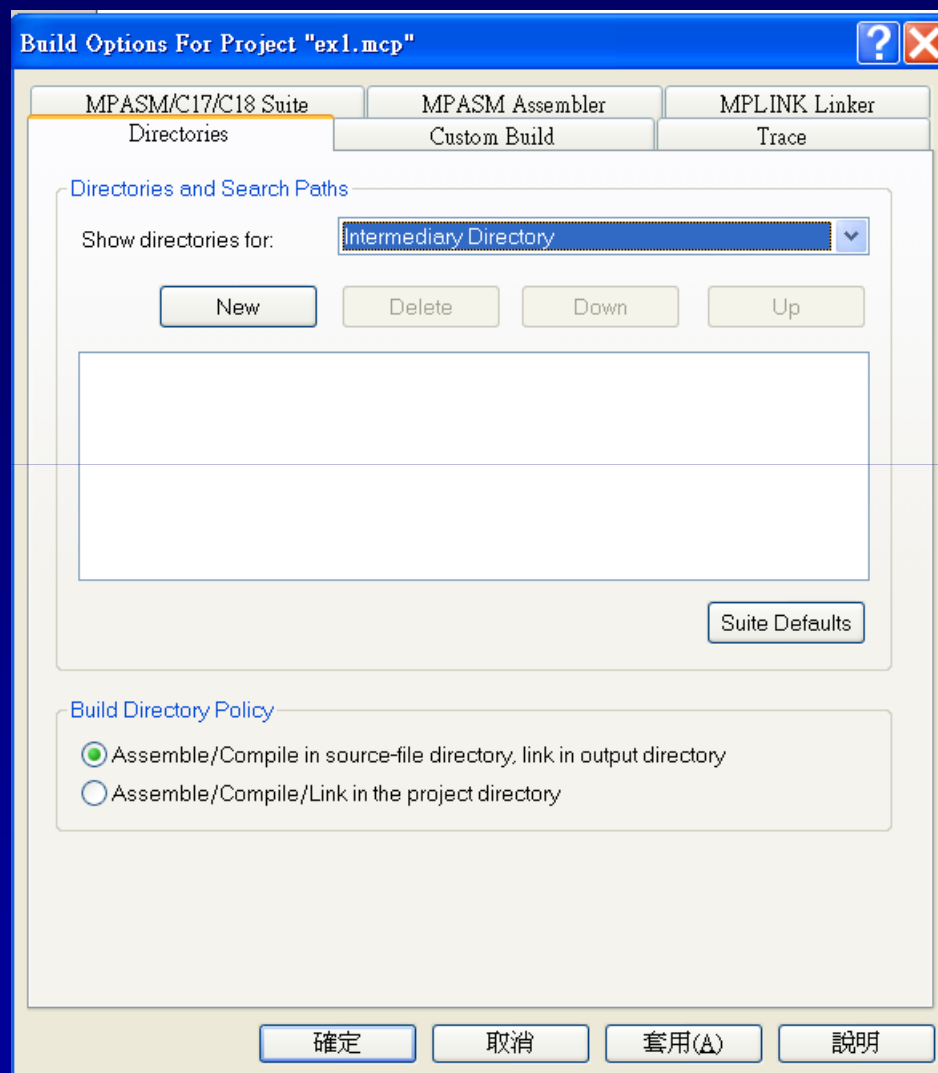 Build Options For Project "ex1.mcp"
MPASM/C17/C18 Suite
MPASM Assembler
MPLINK Linker
Directories
Custom Build
Trace
Directories and Search Paths
Show directories for:
Intermediary Directory
New
Delete
Down
Up
Suite Defaults
Build Directory Policy
Assemble/Compile in source-file directory, link in output directory
Assemble/Compile/Link in the project directory
確定
取消
套用(A)
說明